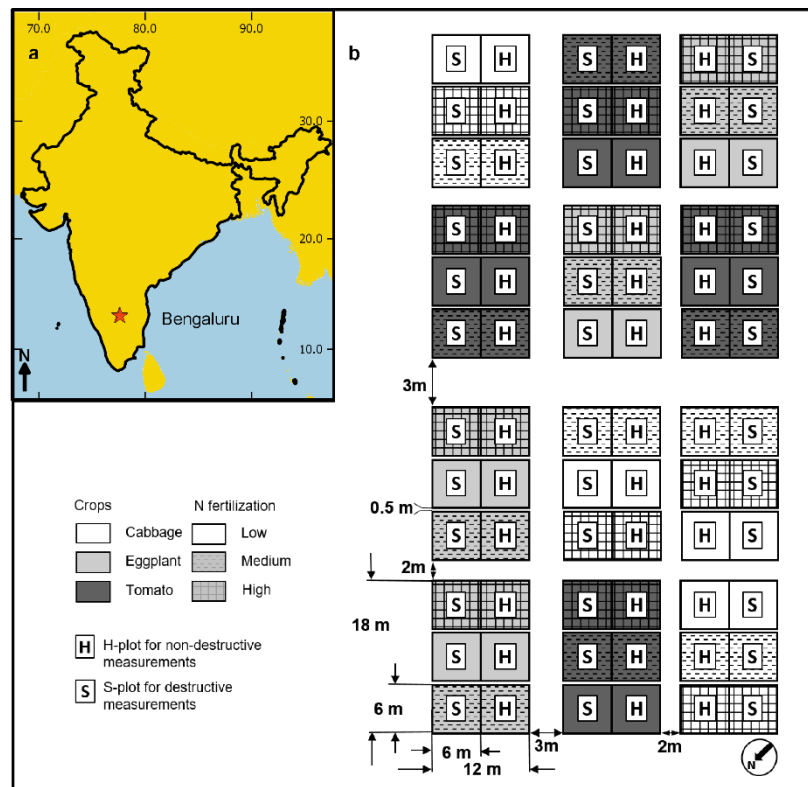 70.0 80.0 90.0
a
30.0
20.0
10.0
Bengaluru
N
b
S H S H H S
S H S H H S
S H S H H S
S H S H H S
S H S H H S
S H S H H S
3m
S H S H H S
S H S H H S
0.5 m
S H S H H S
2m
S H S H H S
18 m
S H S H H S
6 m
S H S H H S
6 m
3m
2m
12 m
N
Crops N fertilization
Cabbage Low
Eggplant Medium
Tomato High
H H-plot for non-destructive
measurements
S S-plot for destructive
measurements